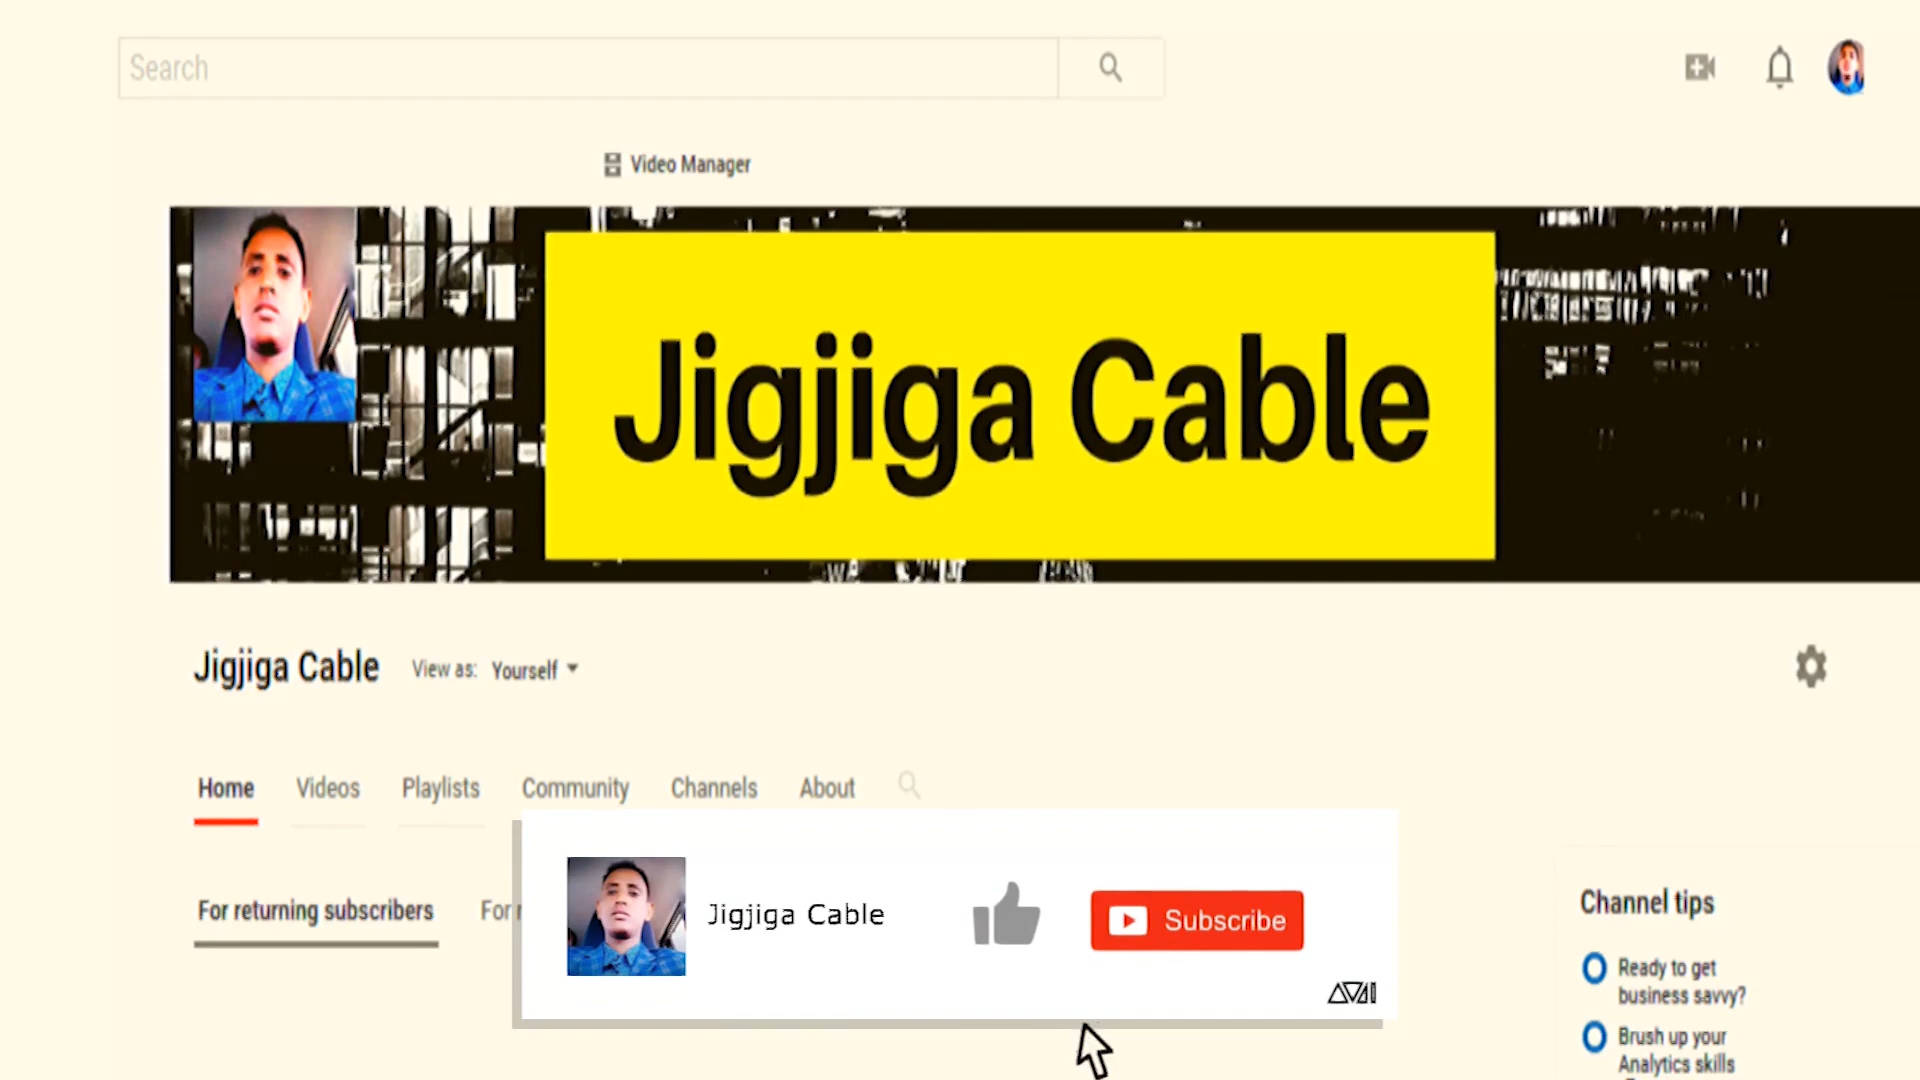 Search
Video Manager
Jigjiga Cable
Jigjiga Cable View as: Yourself
Home Videos Playlists Community Channels About
For returning subscribers For
Jigjiga Cable Subscribe
Channel tips
Ready to get
business savvy?
Brush up your
Analytics skills